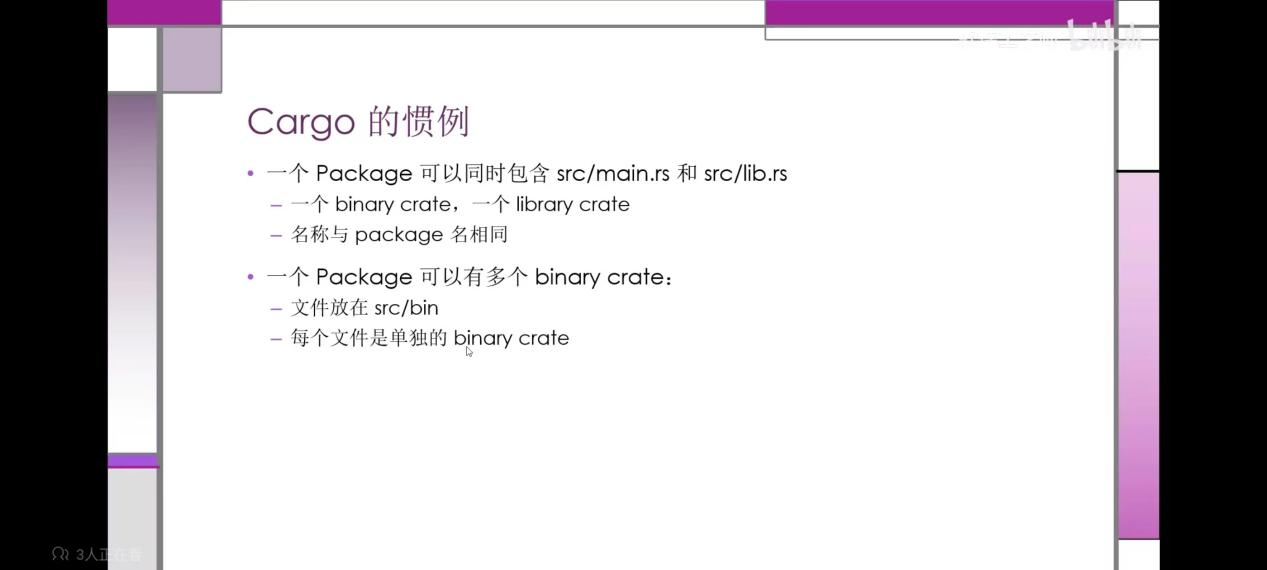 Cargo 的惯例
• 一个 Package 可以同时包含 src/main.rs 和 src/lib.rs
– 一个 binary crate，一个 library crate
– 名称与 package 名相同
• 一个 Package 可以有多个 binary crate：
– 文件放在 src/bin
– 每个文件是单独的 binary crate
bilibili
3人正在看